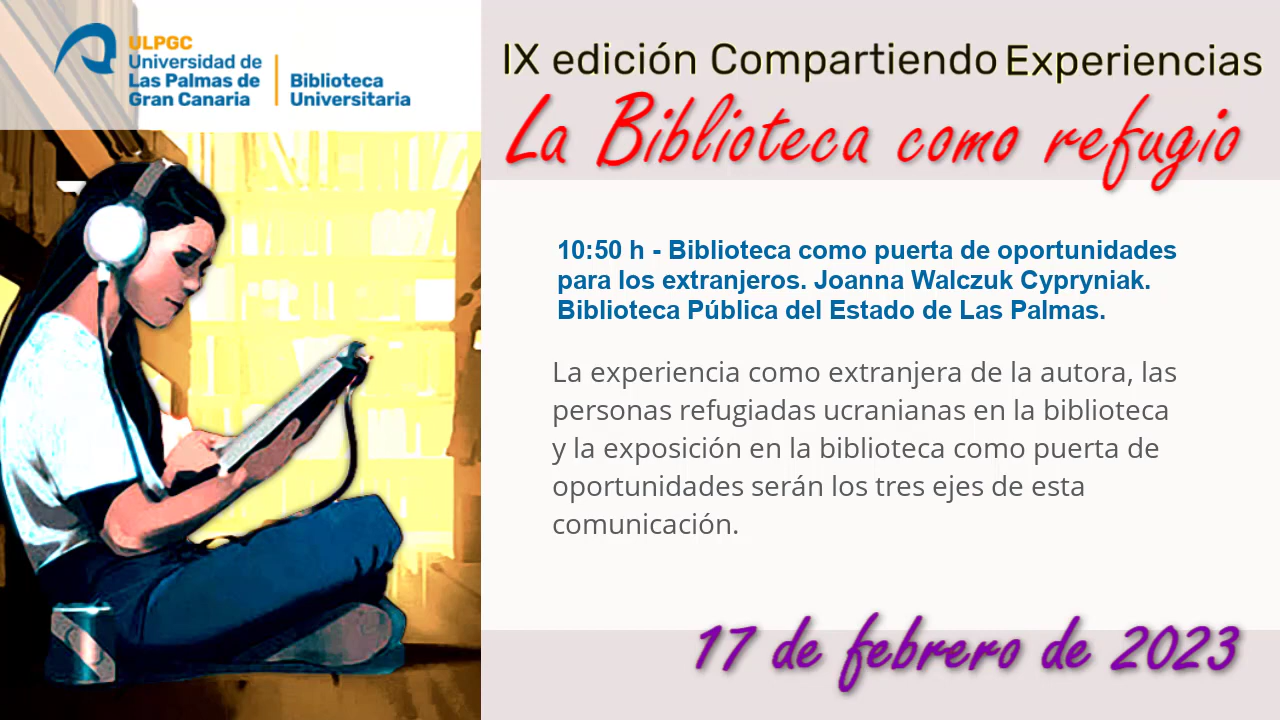 ULPGC
Universidad de
Las Palmas de
Gran Canaria
Biblioteca
Universitaria
IX edición Compartiendo Experiencias
La Biblioteca como refugio
10:50 h - Biblioteca como puerta de oportunidades
para los extranjeros. Joanna Walczuk Cypryniak.
Biblioteca Pública del Estado de Las Palmas.
La experiencia como extranjera de la autora, las
personas refugiadas ucranianas en la biblioteca
y la exposición en la biblioteca como puerta de
oportunidades serán los tres ejes de esta
comunicación.
17 de febrero de 2023